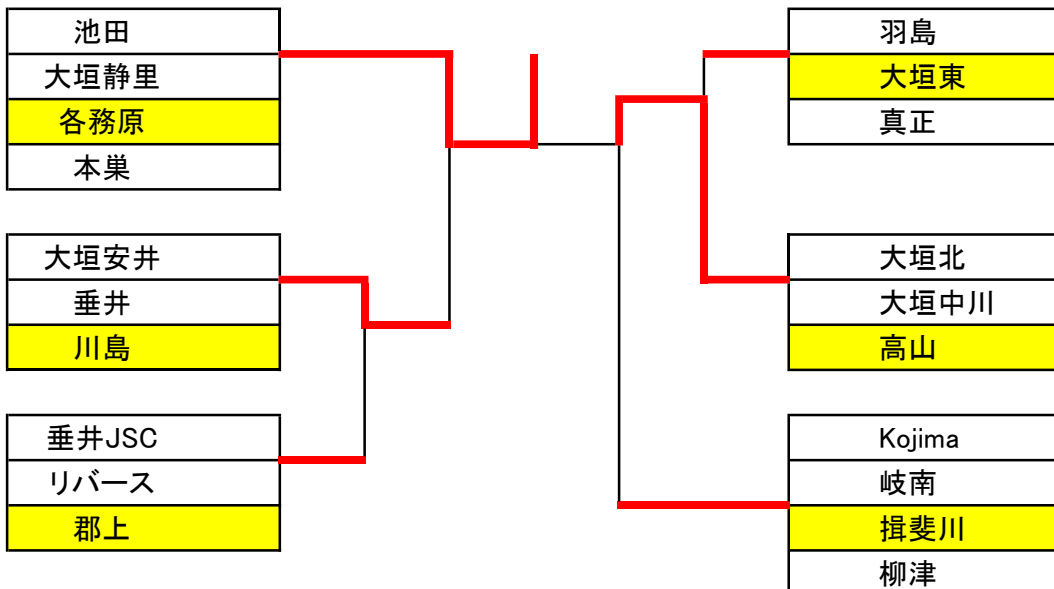 池田
大垣静里
各務原
本巣
大垣安井
垂井
川島
垂井JSC
リバース
郡上
羽島
大垣東
真正
大垣北
大垣中川
高山
Kojima
岐南
揖斐川
柳津